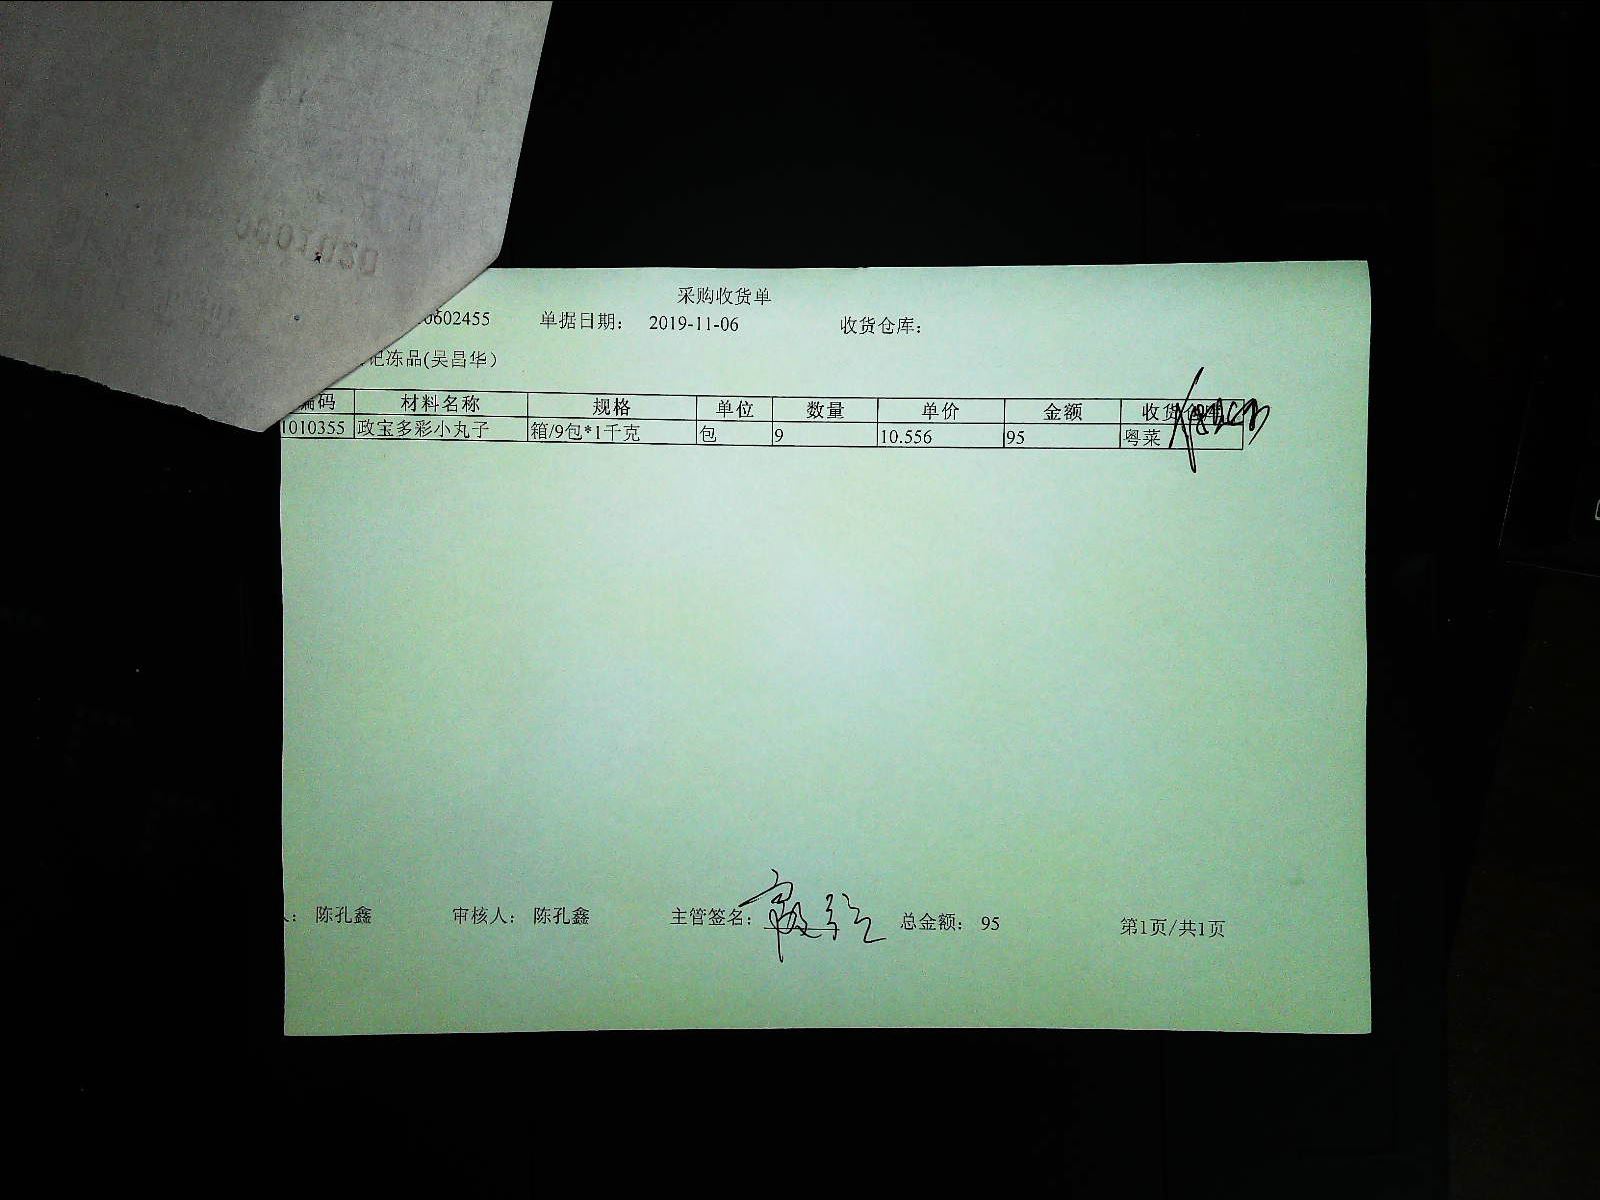 采购收货单
0602455 单据日期： 2019-11-06 收货仓库：
记冻品(吴昌华）
编码 材料名称 规格 单位 数量 单价 金额 收货
1010355 政宝多彩小丸子 箱/9包*1千克 包 9 10.556 95 粤菜
人： 陈孔鑫 审核人： 陈孔鑫 主管签名： 总金额： 95 第1页/共1页